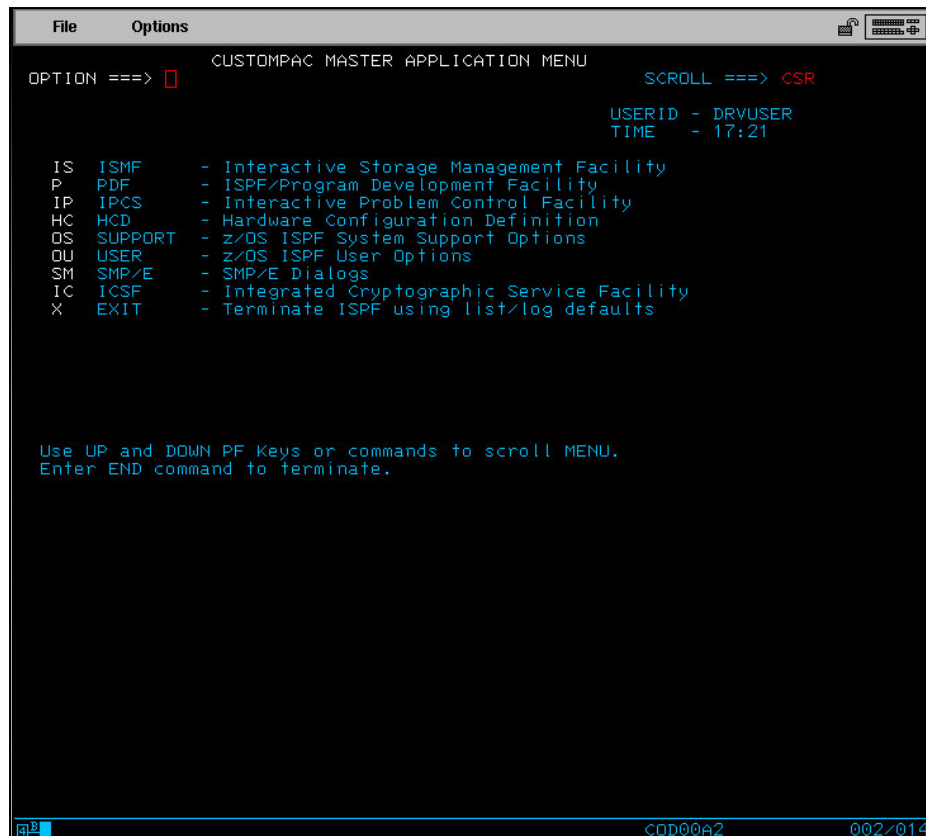 File Options
CUSTOMPAC MASTER APPLICATION MENU
OPTION ===> SCROLL ===> CSR
USERID - DRVUSER
TIME - 17:21
IS ISMF - Interactive Storage Management Facility
P PDF - ISPF/Program Development Facility
IP IPCS - Interactive Problem Control Facility
HC HCD - Hardware Configuration Definition
OS SUPPORT - z/OS ISPF System Support Options
OU USER - z/OS ISPF User Options
SM SMP/E - SMP/E Dialogs
IC ICSF - Integrated Cryptographic Service Facility
X EXIT - Terminate ISPF using list/log defaults
Use UP and DOWN PF Keys or commands to scroll MENU.
Enter END command to terminate.
4 B COD00A2 002/014